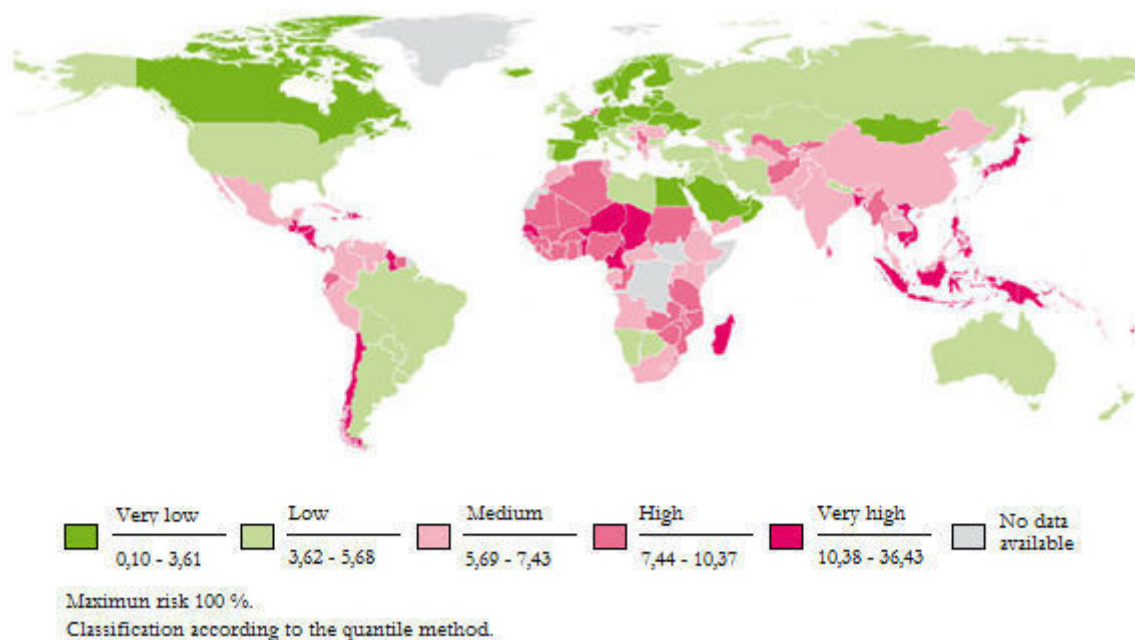 Very low
0,10 - 3,61
Low
3,62 - 5,68
Medium
5,69 - 7,43
High
7,44 - 10,37
Very high
10,38 - 36,43
No data
available
Maximun risk 100 %.
Classification according to the quantile method.